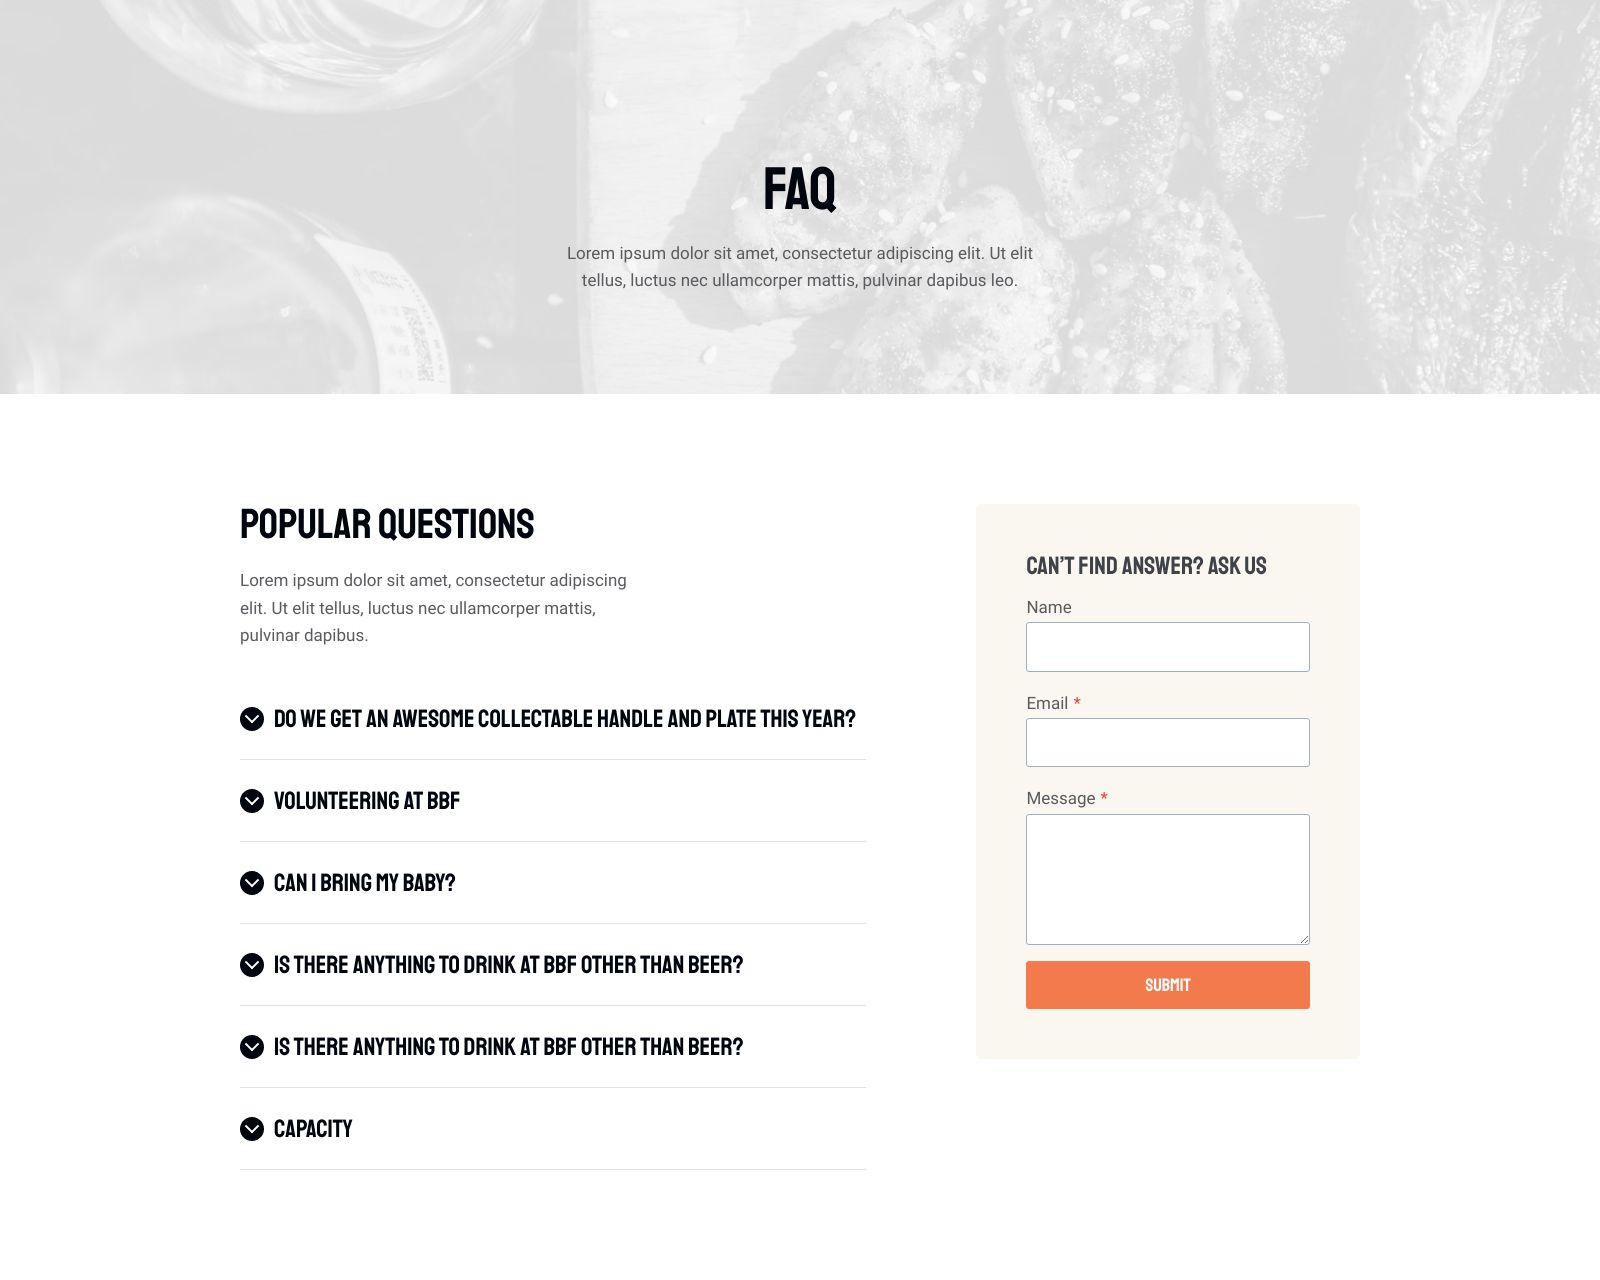 FAQ
Lorem ipsum dolor sit amet, consectetur adipiscing elit. Ut elit
tellus, luctus nec ullamcorper mattis, pulvinar dapibus leo.
POPULAR QUESTIONS
Lorem ipsum dolor sit amet, consectetur adipiscing
elit. Ut elit tellus, luctus nec ullamcorper mattis,
pulvinar dapibus.
DO WE GET AN AWESOME COLLECTABLE HANDLE AND PLATE THIS YEAR?
VOLUNTEERING AT BBF
CAN I BRING MY BABY?
IS THERE ANYTHING TO DRINK AT BBF OTHER THAN BEER?
IS THERE ANYTHING TO DRINK AT BBF OTHER THAN BEER?
CAPACITY
CAN’T FIND ANSWER? ASK US
Name
Email *
Message *
SUBMIT